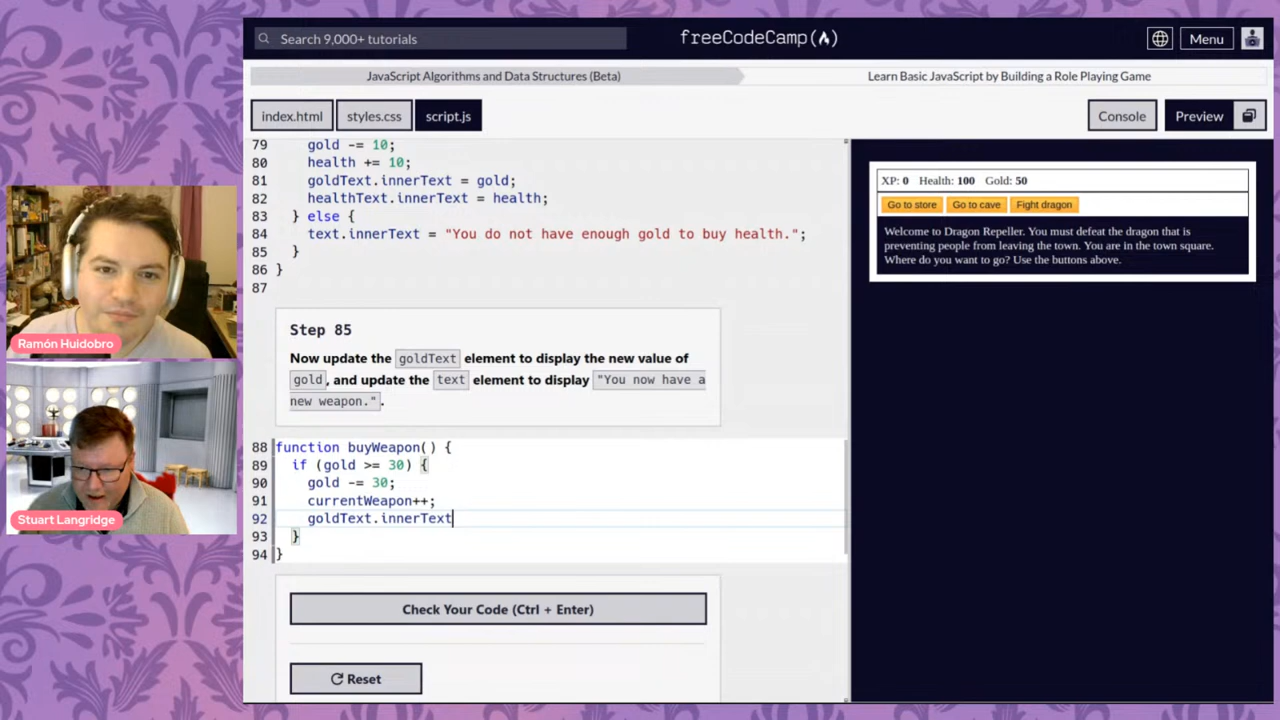 Search 9,000+ tutorials
freeCodeCamp
Menu
JavaScript Algorithms and Data Structures (Beta)
Learn Basic JavaScript by Building a Role Playing Game
index.html
styles.css
script.js
Console
Preview
79 gold -= 10;
80 health += 10;
81 goldText.innerText = gold;
82 healthText.innerText = health;
83 } else {
84 text.innerText = "You do not have enough gold to buy health.";
85 }
86 }
87
Step 85
Now update the goldText element to display the new value of
gold, and update the text element to display "You now have a
new weapon.".
88 function buyWeapon() {
89 if (gold >= 30) {
90 gold -= 30;
91 currentWeapon++;
92 goldText.innerText
93 }
94 }
Check Your Code (Ctrl + Enter)
Reset
XP: 0 Health: 100 Gold: 50
Go to store
Go to cave
Fight dragon
Welcome to Dragon Repeller. You must defeat the dragon that is
preventing people from leaving the town. You are in the town square.
Where do you want to go? Use the buttons above.
Ramón Huidobro
Stuart Langridge